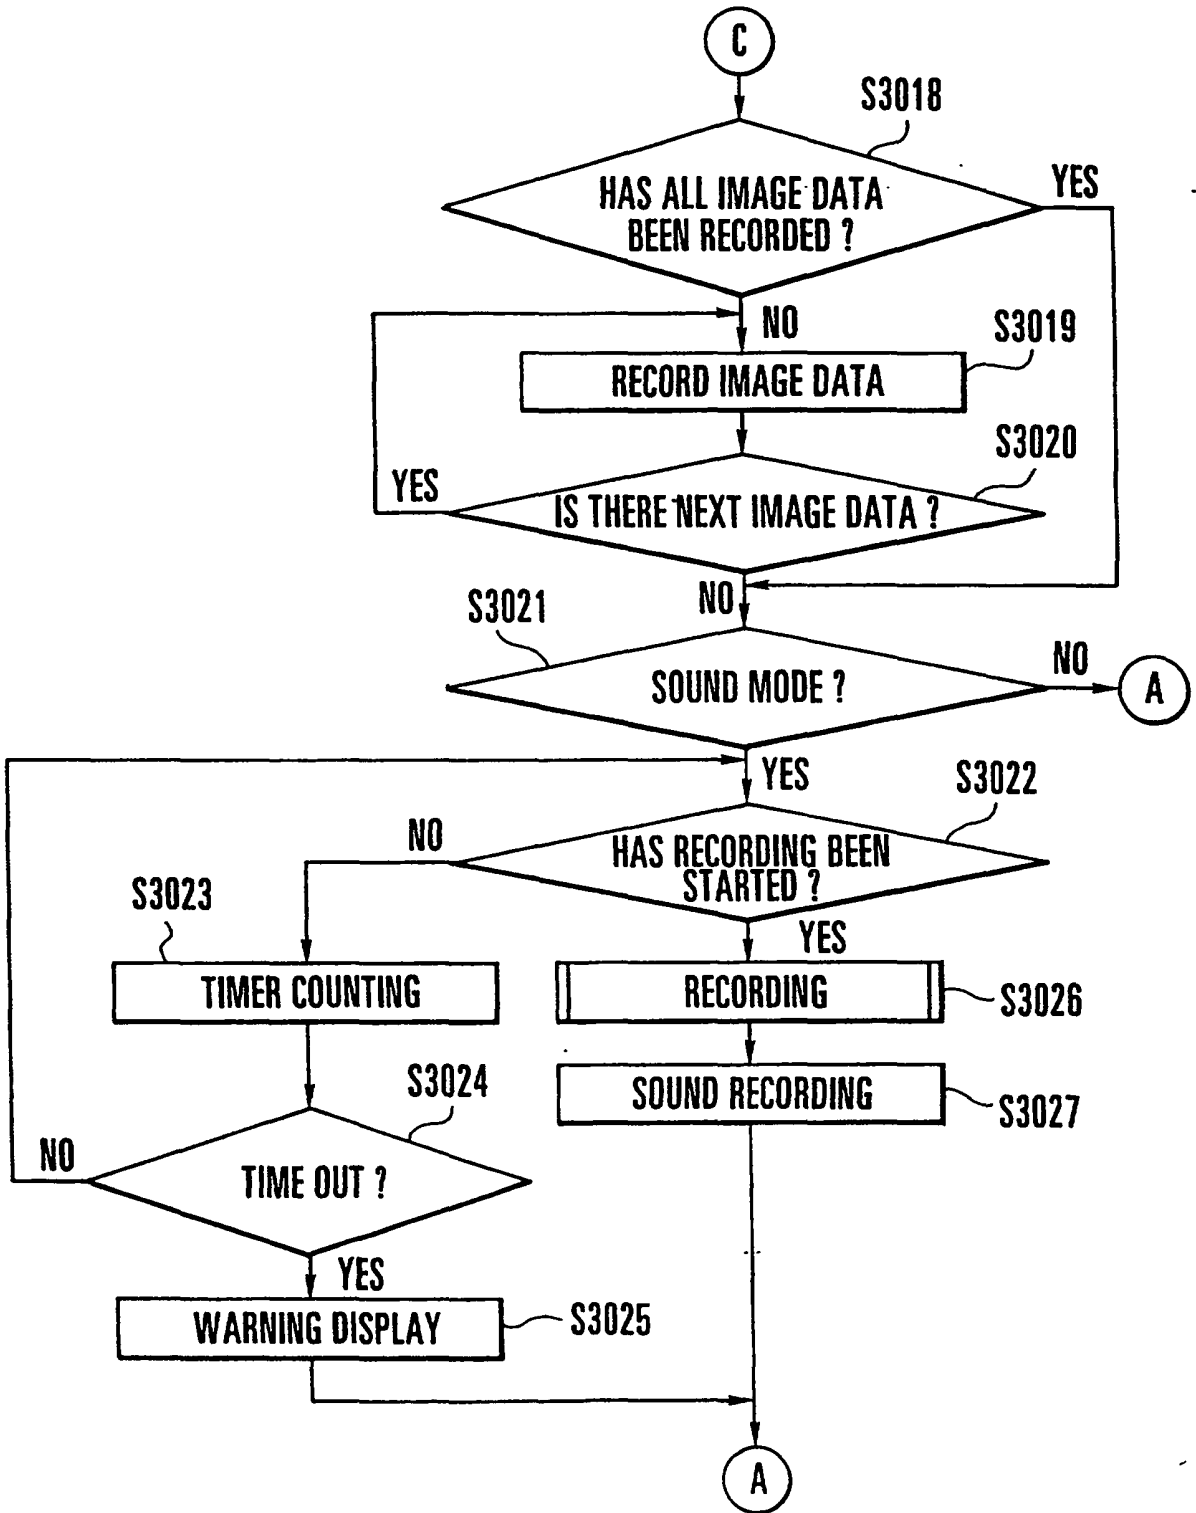 C
S3018
HAS ALL IMAGE DATA
BEEN RECORDED ?
YES
NO
S3019
RECORD IMAGE DATA
S3020
YES
IS THERE NEXT IMAGE DATA ?
NO
S3021
SOUND MODE ?
NO
A
YES
S3022
NO
HAS RECORDING BEEN
STARTED ?
S3023
YES
TIMER COUNTING
RECORDING
S3026
S3024
SOUND RECORDING
S3027
NO
TIME OUT ?
YES
WARNING DISPLAY
S3025
A